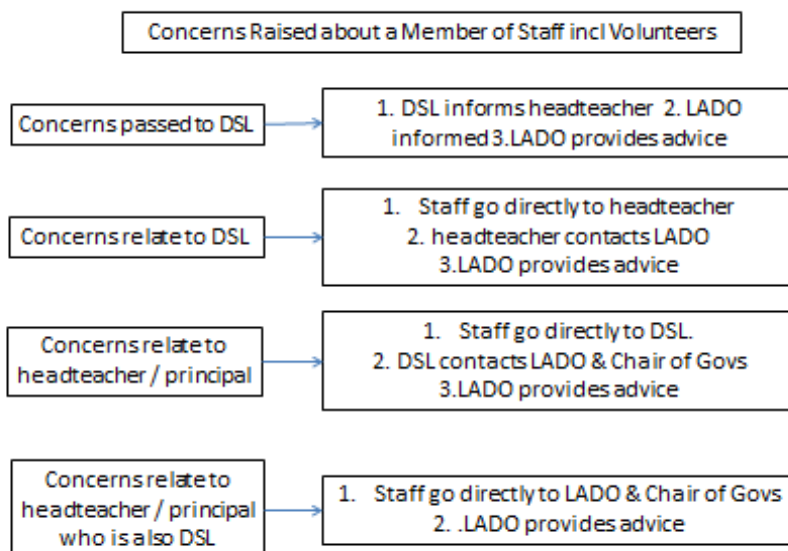 Concerns Raised about a Member of Staff incl Volunteers
Concerns passed to DSL
1. DSL informs headteacher 2. LADO
informed 3.LADO provides advice
Concerns relate to DSL
1. Staff go directly to headteacher
2. headteacher contacts LADO
3.LADO provides advice
Concerns relate to
headteacher / principal
1. Staff go directly to DSL.
2. DSL contacts LADO & Chair of Govs
3.LADO provides advice
Concerns relate to
headteacher / principal
who is also DSL
1. Staff go directly to LADO & Chair of Govs
2. .LADO provides advice